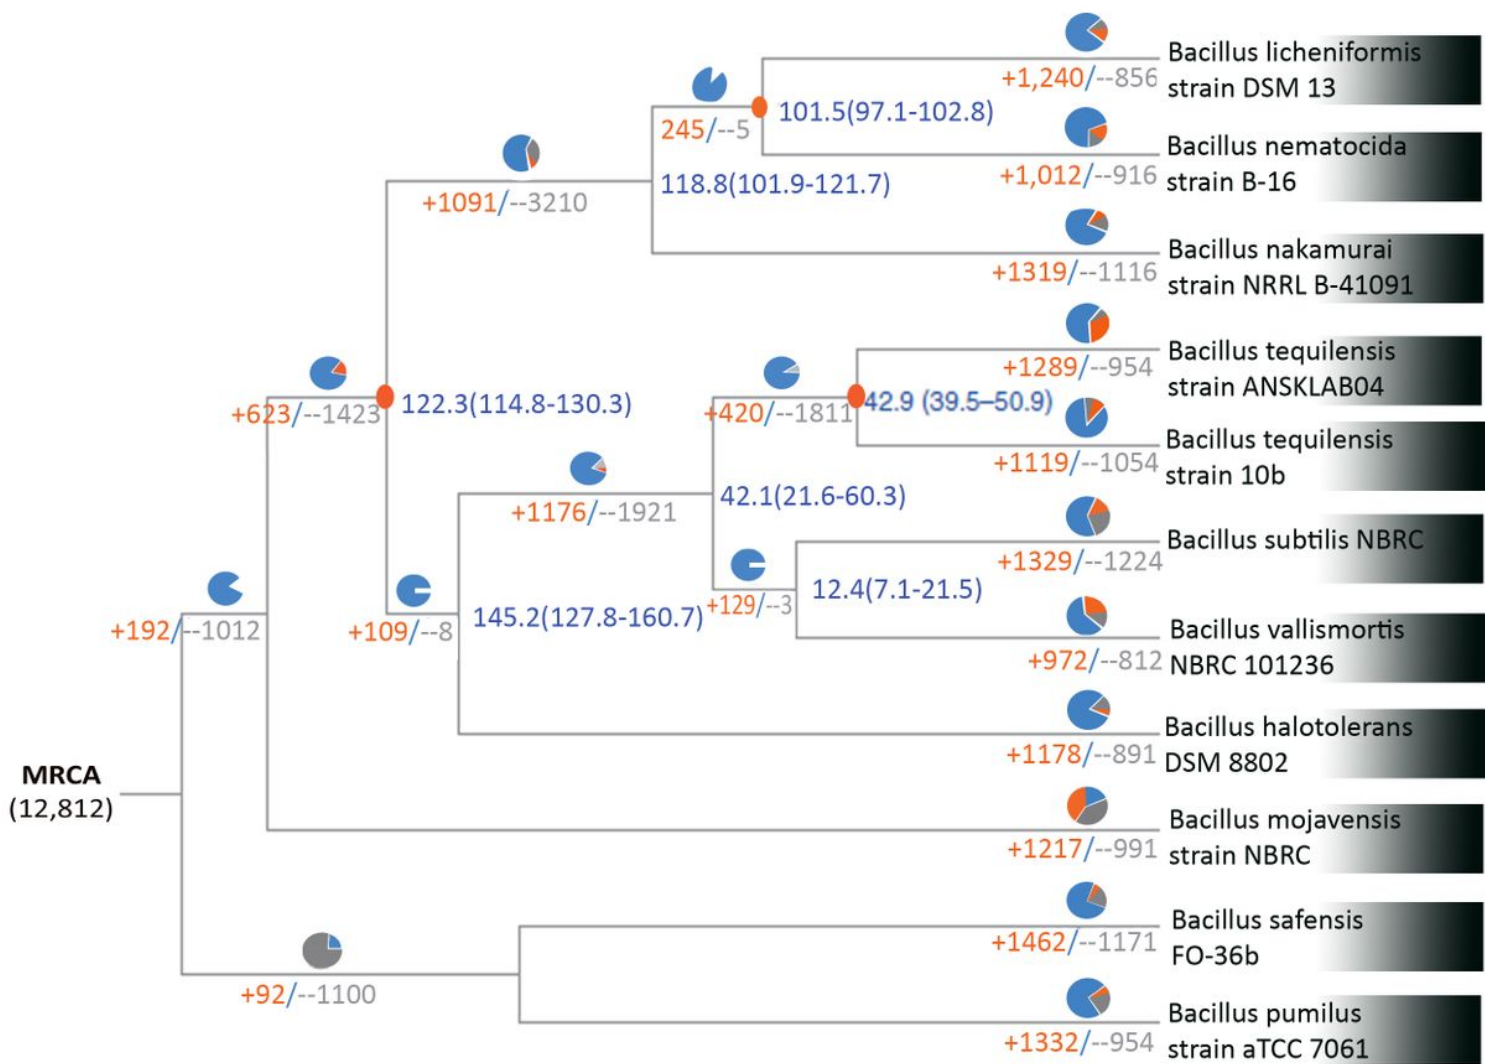 Bacillus licheniformis
strain DSM 13
+1,240/--856
101.5(97.1-102.8)
245/--5
Bacillus nematocida
strain B-16
+1,012/--916
118.8(101.9-121.7)
+1091/--3210
Bacillus nakamurai
strain NRRL B-41091
+1319/--1116
Bacillus tequilensis
strain ANSKLAB04
+1289/--954
+623/--1423
122.3(114.8-130.3)
+420/--1811
42.9 (39.5–50.9)
Bacillus tequilensis
strain 10b
+1119/--1054
+1176/--1921
42.1(21.6-60.3)
Bacillus subtilis NBRC
+1329/--1224
+192/--1012
+109/--8
145.2(127.8-160.7)
+129/--3
12.4(7.1-21.5)
Bacillus vallismortis
NBRC 101236
+972/--812
Bacillus halotolerans
DSM 8802
+1178/--891
MRCA
(12,812)
Bacillus mojavensis
strain NBRC
+1217/--991
Bacillus safensis
FO-36b
+1462/--1171
+92/--1100
Bacillus pumilus
strain aTCC 7061
+1332/--954